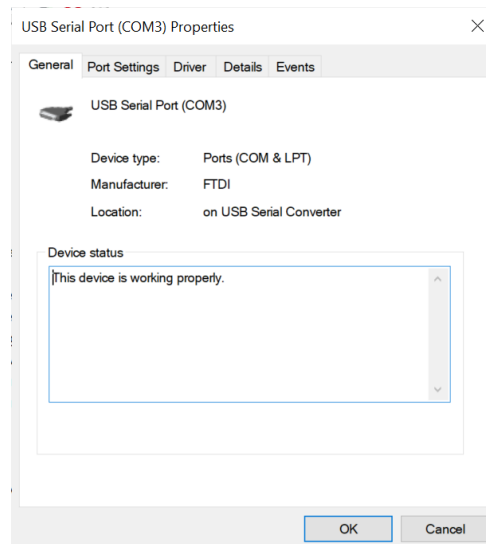 USB Serial Port (COM3) Properties
General Port Settings Driver Details Events
USB Serial Port (COM3)
Device type: Ports (COM & LPT)
Manufacturer: FTDI
Location: on USB Serial Converter
Device status
This device is working properly.
OK Cancel